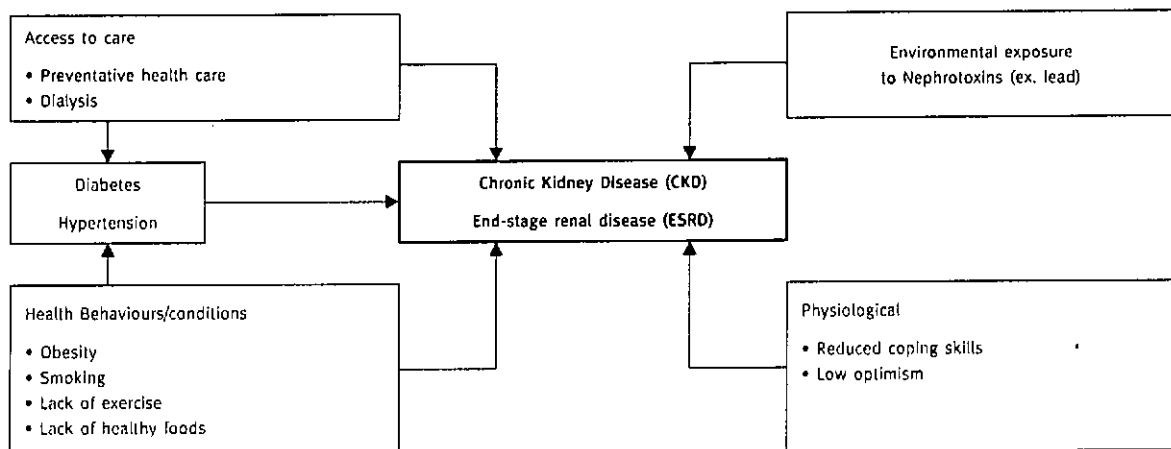 Access to care
• Preventative health care
• Dialysis
Environmental exposure
to Nephrotoxins (ex. lead)
Diabetes
Hypertension
Chronic Kidney Disease (CKD)
End-stage renal disease (ESRD)
Health Behaviours/conditions
• Obesity
• Smoking
• Lack of exercise
• Lack of healthy foods
Physiological
• Reduced coping skills
• Low optimism